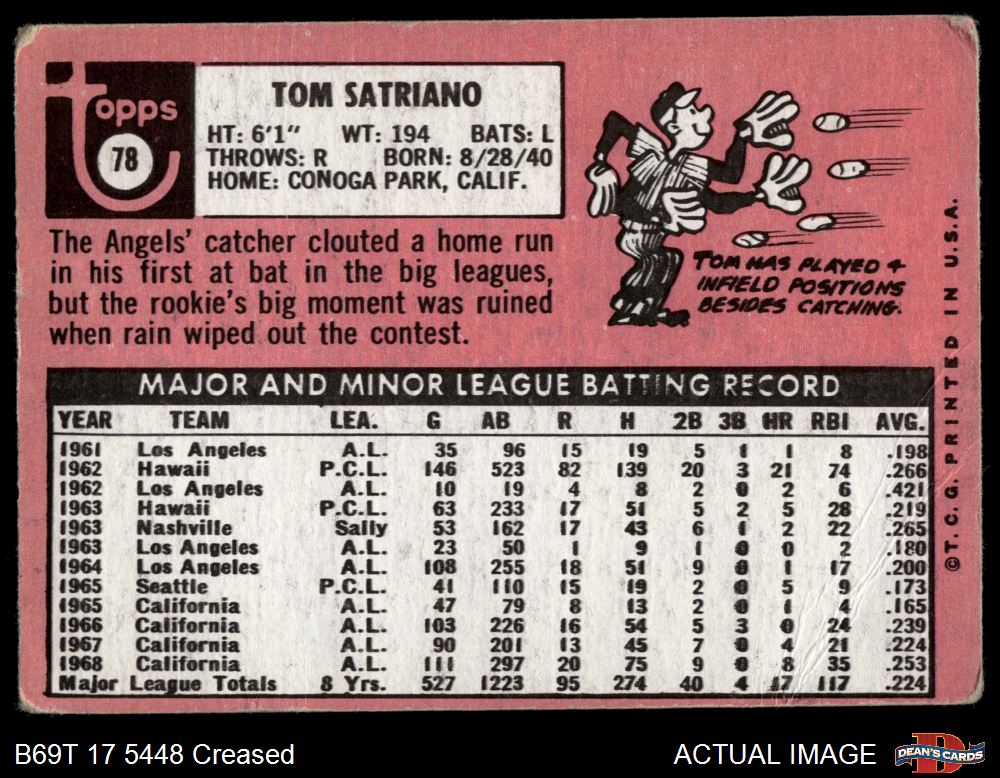 topps
78
TOM SATRIANO
HT: 6'1" WT: 194 BATS: L
THROWS: R BORN: 8/28/40
HOME: CONOGA PARK, CALIF.
The Angels' catcher clouted a home run
in his first at bat in the big leagues,
but the rookie's big moment was ruined
when rain wiped out the contest.
TOM HAS PLAYED 4
INFIELD POSITIONS
BESIDES CATCHING.
©T.C.G. PRINTED IN U.S.A.
MAJOR AND MINOR LEAGUE BATTING RECORD
YEAR TEAM LEA. G AB R H 2B 3B HR RBI AVG.
1961 Los Angeles A.L. 35 96 15 19 5 1 1 8 .198
1962 Hawaii P.C.L. 146 523 82 139 20 3 21 74 .266
1962 Los Angeles A.L. 10 19 4 8 2 0 2 6 .421
1963 Hawaii P.C.L. 63 233 17 51 5 2 5 28 .219
1963 Nashville Sally 53 162 17 43 6 1 2 22 .265
1963 Los Angeles A.L. 23 50 1 9 1 0 0 2 .180
1964 Los Angeles A.L. 108 255 18 51 9 0 1 17 .200
1965 Seattle P.C.L. 41 110 15 19 2 0 5 9 .173
1965 California A.L. 47 79 8 13 2 0 1 4 .165
1966 California A.L. 103 226 16 54 5 3 0 24 .239
1967 California A.L. 90 201 13 45 7 0 4 21 .224
1968 California A.L. 111 297 20 75 9 0 8 35 .253
Major League Totals 8 Yrs. 527 1223 95 274 40 4 17 117 .224
B69T 17 5448 Creased
ACTUAL IMAGE
DEAN'S CARDS